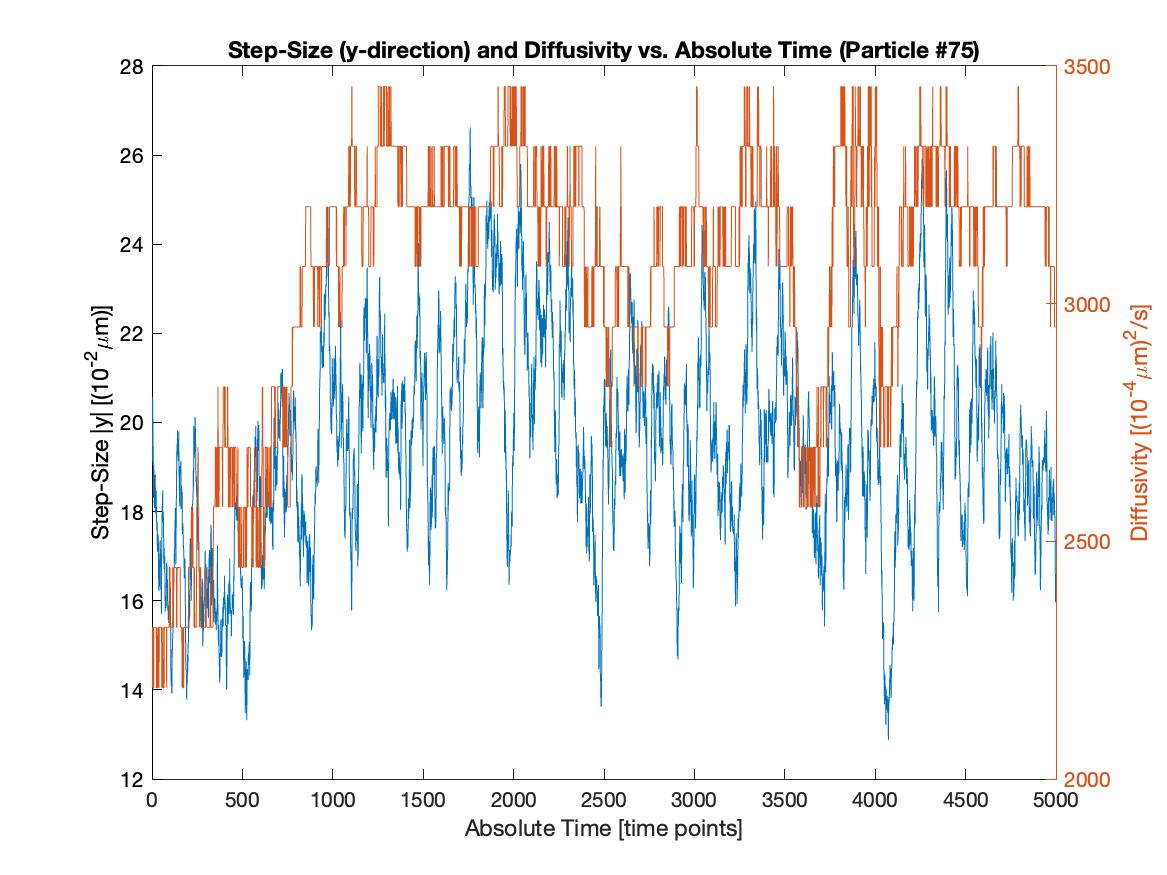 Step-Size (y-direction) and Diffusivity vs. Absolute Time (Particle #75)
28
26
24
22
20
18
16
14
12
Step-Size |y| [(10⁻² μm)]
3500
3000
2500
2000
Diffusivity [(10⁻⁴ μm)²/s]
0 500 1000 1500 2000 2500 3000 3500 4000 4500 5000
Absolute Time [time points]